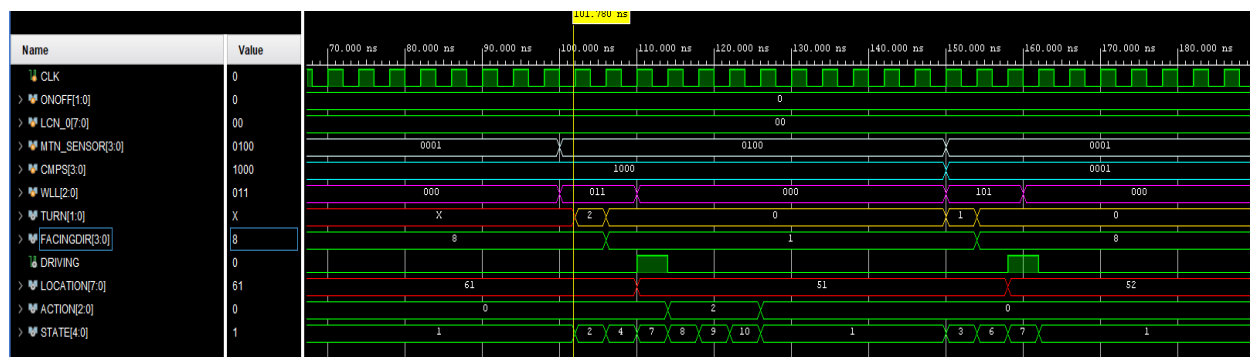 101.780 ns
Name Value 70.000 ns 80.000 ns 90.000 ns 100.000 ns 110.000 ns 120.000 ns 130.000 ns 140.000 ns 150.000 ns 160.000 ns 170.000 ns 180.000 ns
CLK 0
ONOFF[1:0] 0 0
LCN_0[7:0] 00 00
MTN_SENSOR[3:0] 0100 0001 0100 0001
CMPS[3:0] 1000 1000 0001
WLL[2:0] 011 000 011 000 101 000
TURN[1:0] X X 2 0 1 0
FACINGDIR[3:0] 8 8 1 8
DRIVING 0
LOCATION[7:0] 61 61 51 52
ACTION[2:0] 0 0 2 0
STATE[4:0] 1 1 2 4 7 8 9 10 1 3 6 7 1